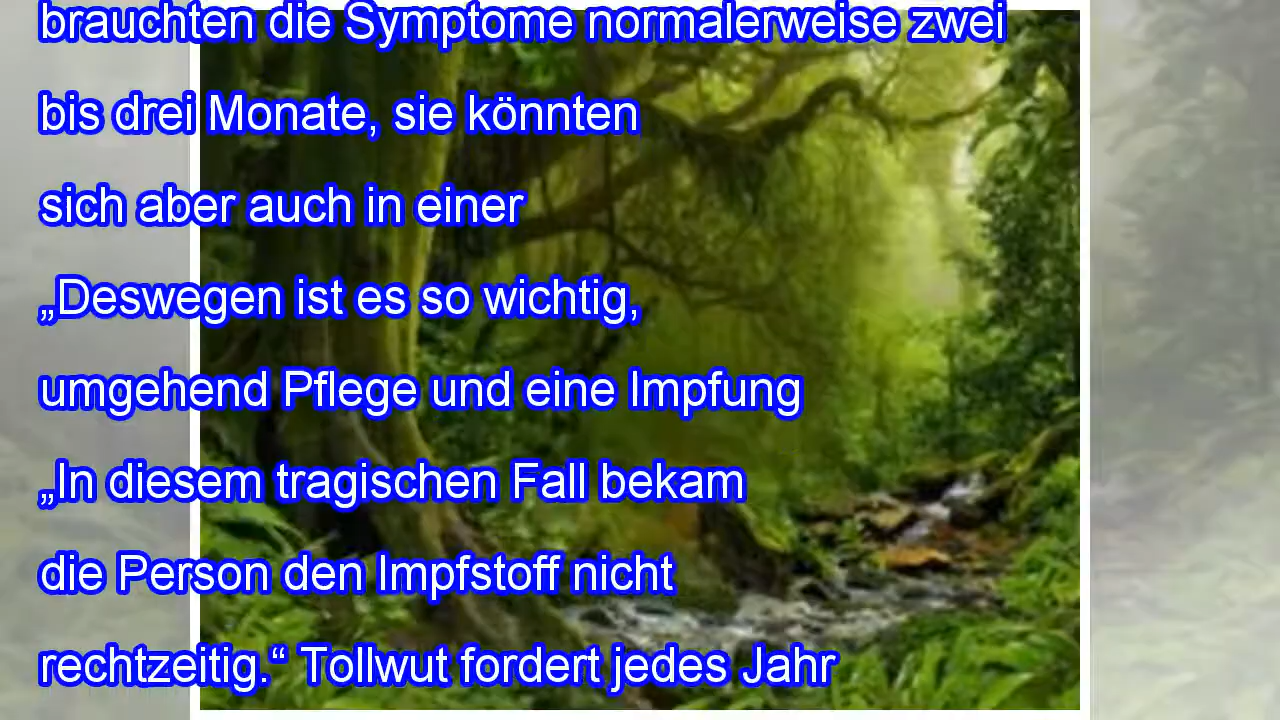 brauchten die Symptome normalerweise zwei
bis drei Monate, sie könnten
sich aber auch in einer
„Deswegen ist es so wichtig,
umgehend Pflege und eine Impfung
„In diesem tragischen Fall bekam
die Person den Impfstoff nicht
rechtzeitig.“ Tollwut fordert jedes Jahr